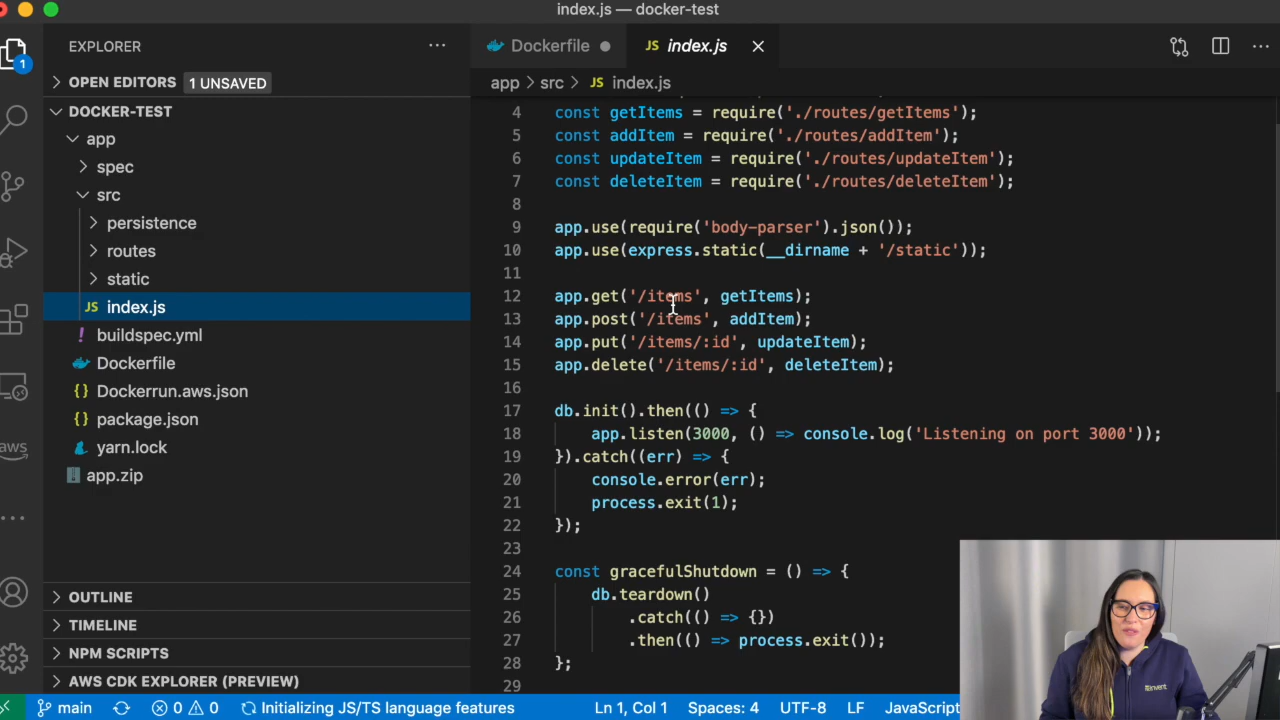 index.js — docker-test
EXPLORER ...
Dockerfile
JS index.js
1
OPEN EDITORS 1 UNSAVED
app > src > JS index.js
DOCKER-TEST
app
spec
src
persistence
routes
static
JS index.js
! buildspec.yml
Dockerfile
{} Dockerrun.aws.json
{} package.json
yarn.lock
app.zip
aws
OUTLINE
TIMELINE
NPM SCRIPTS
AWS CDK EXPLORER (PREVIEW)
4 const getItems = require('./routes/getItems');
5 const addItem = require('./routes/addItem');
6 const updateItem = require('./routes/updateItem');
7 const deleteItem = require('./routes/deleteItem');
8
9 app.use(require('body-parser').json());
10 app.use(express.static(__dirname + '/static'));
11
12 app.get('/items', getItems);
13 app.post('/items', addItem);
14 app.put('/items/:id', updateItem);
15 app.delete('/items/:id', deleteItem);
16
17 db.init().then(() => {
18 app.listen(3000, () => console.log('Listening on port 3000'));
19 }).catch((err) => {
20 console.error(err);
21 process.exit(1);
22 });
23
24 const gracefulShutdown = () => {
25 db.teardown()
26 .catch(() => {})
27 .then(() => process.exit());
28 };
29
main 0 0 Initializing JS/TS language features Ln 1, Col 1 Spaces: 4 UTF-8 LF JavaScript